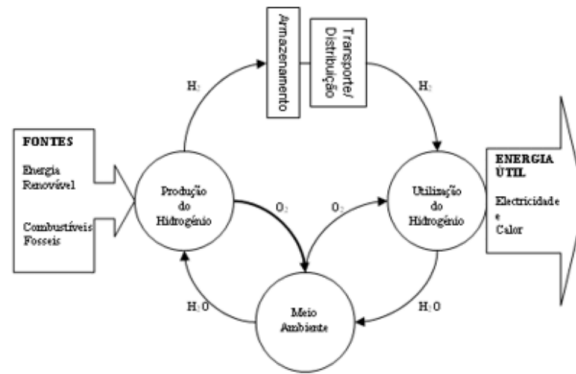 Armazenamento
Transporte/
Distribuição
H₂
H₂
FONTES
Energia
Renovável
Combustíveis
Fosseis
Produção
do
Hidrogénio
O₂
O₂
Utilização
do
Hidrogénio
ENERGIA
ÚTIL
Electricidade
e
Calor
H₂O
Meio
Ambiente
H₂O